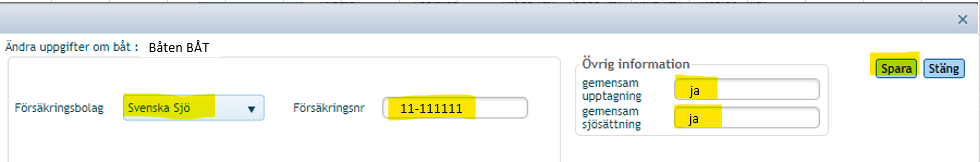 Ändra uppgifter om båt : Båten BÅT
Övrig information
Spara Stäng
gemensam upptagning ja
Försäkringsbolag Svenska Sjö Försäkringsnr 11-111111
gemensam sjösättning ja